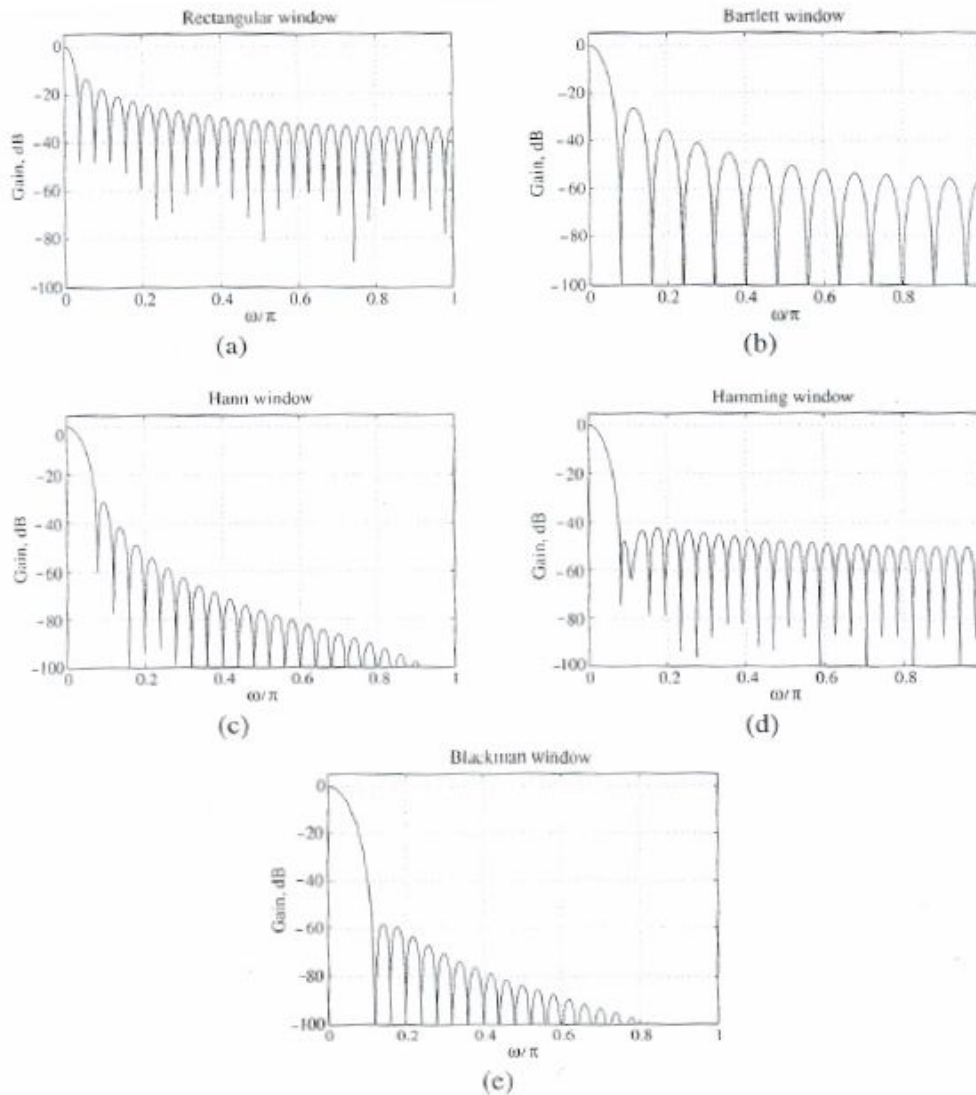 Rectangular window
Bartlett window
0
-20
-40
-60
-80
-100
Gain, dB
0 0.2 0.4 0.6 0.8 1
ω/π
(a)
0
-20
-40
-60
-80
-100
Gain, dB
0 0.2 0.4 0.6 0.8
ω/π
(b)
Hann window
Hamming window
0
-20
-40
-60
-80
-100
Gain, dB
0 0.2 0.4 0.6 0.8 1
ω/π
(c)
0
-20
-40
-60
-80
-100
Gain, dB
0 0.2 0.4 0.6 0.8
ω/π
(d)
Blackman window
0
-20
-40
-60
-80
-100
Gain, dB
0 0.2 0.4 0.6 0.8 1
ω/π
(e)